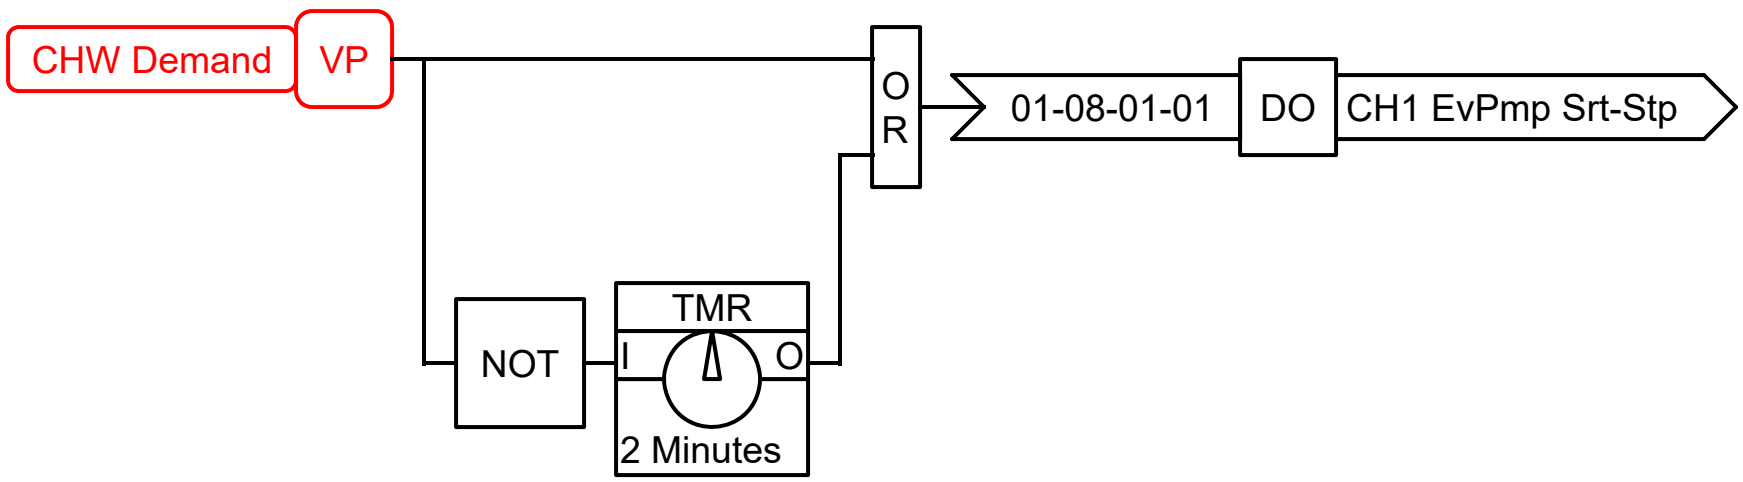 CHW Demand VP
O
R
01-08-01-01 DO CH1 EvPmp Srt-Stp
NOT
TMR
I O
2 Minutes